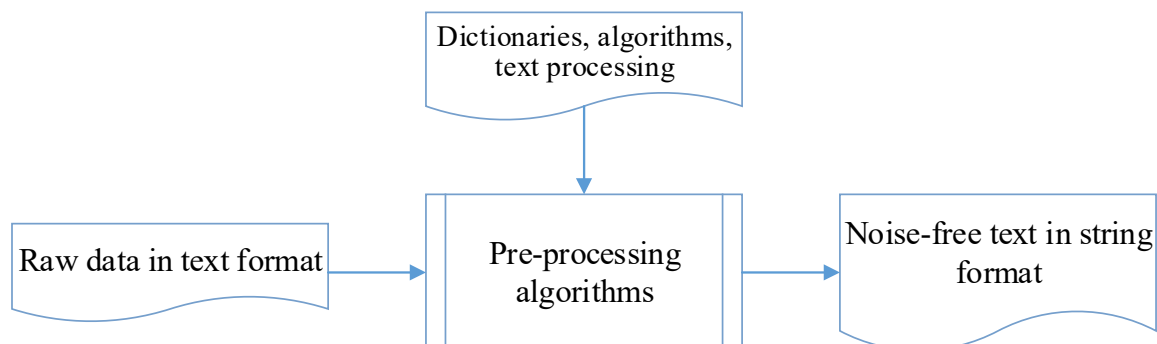 Dictionaries, algorithms,
text processing
Raw data in text format
Pre-processing
algorithms
Noise-free text in string
format